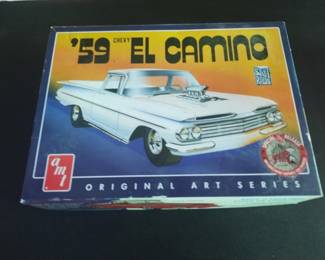 CHEVY
'59 EL CAMINO
amt
ORIGINAL ART SERIES